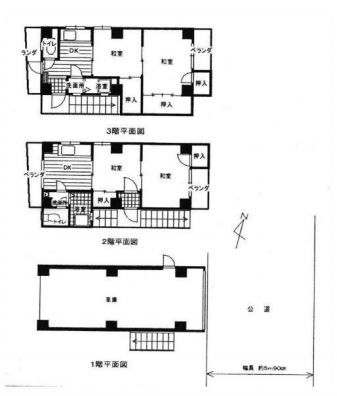 トイレ
ベランダ
DK
和室
和室
ベランダ
洗面所
浴室
押入
押入
押入
3階平面図
ベランダ
DK
和室
和室
押入
ベランダ
洗面所
浴室
押入
トイレ
2階平面図
N
車庫
公道
幅員 約5m90cm
1階平面図